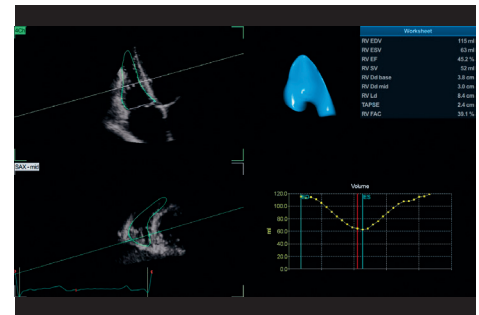 4Ch
Worksheet
RV EDV 115 ml
RV ESV 63 ml
RV EF 45.2 %
RV SV 52 ml
RV Dd base 3.9 cm
RV Dd mid 3.0 cm
RV Ld 8.4 cm
TAPSE 2.4 cm
RV FAC 39.1 %
SAX - mid
Volume
ES
120.0
100.0
80.0
60.0
40.0
20.0
0.0
ml